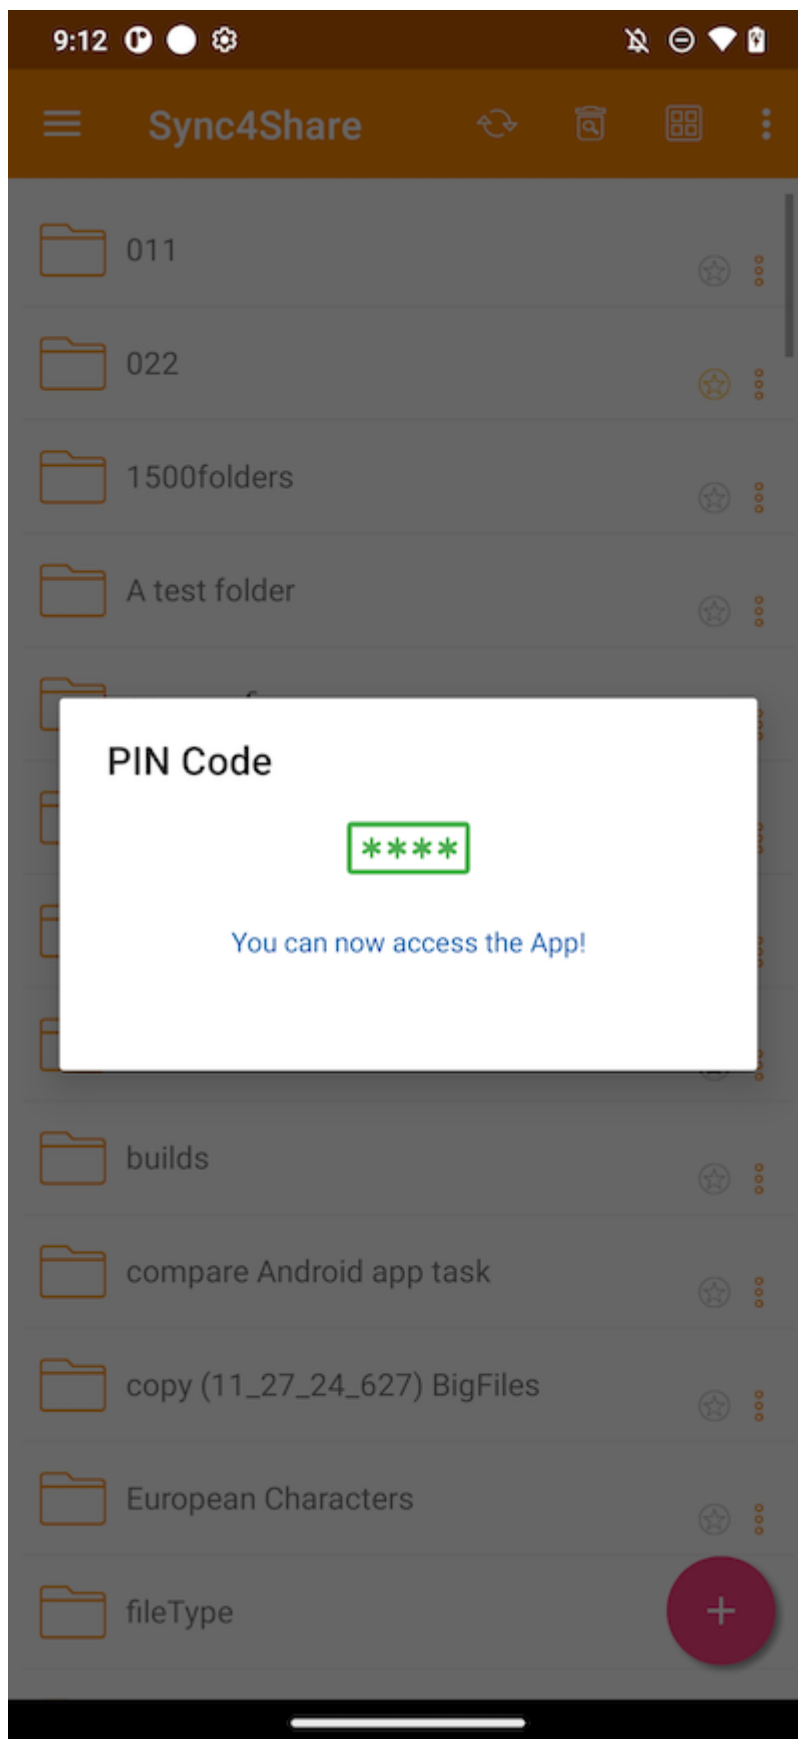 9:12
Sync4Share
011
022
1500folders
A test folder
PIN Code
****
You can now access the App!
builds
compare Android app task
copy (11_27_24_627) BigFiles
European Characters
fileType